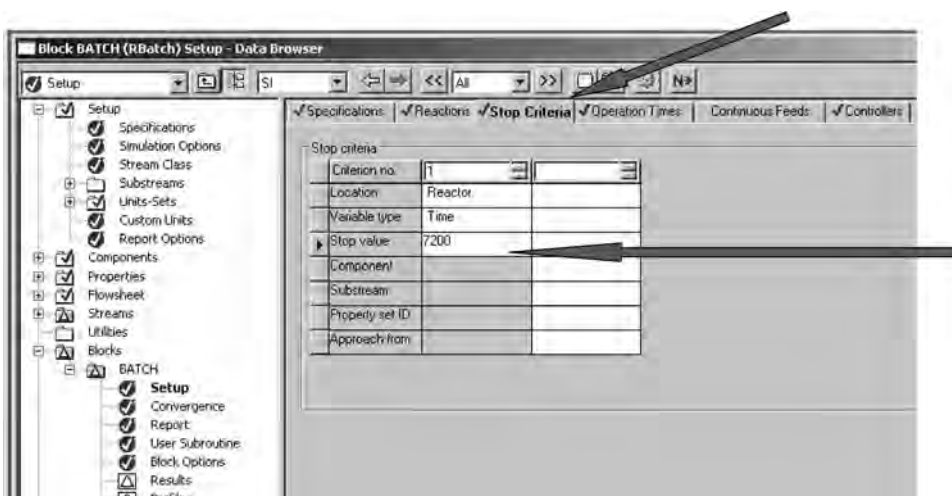 Block BATCH (RBatch) Setup - Data Browser
Setup SI << All >> N>
Specifications Reactions Stop Criteria Operation Times Continuous Feeds Controllers
Setup
Specifications
Simulation Options
Stream Class
Substreams
Units-Sets
Custom Units
Report Options
Components
Properties
Flowsheet
Streams
Utilities
Blocks
BATCH
Setup
Convergence
Report
User Subroutine
Block Options
Results
Stop criteria
Criterion no. 1
Location Reactor
Variable type Time
Stop value 7200
Component
Substream
Property set ID
Approach from